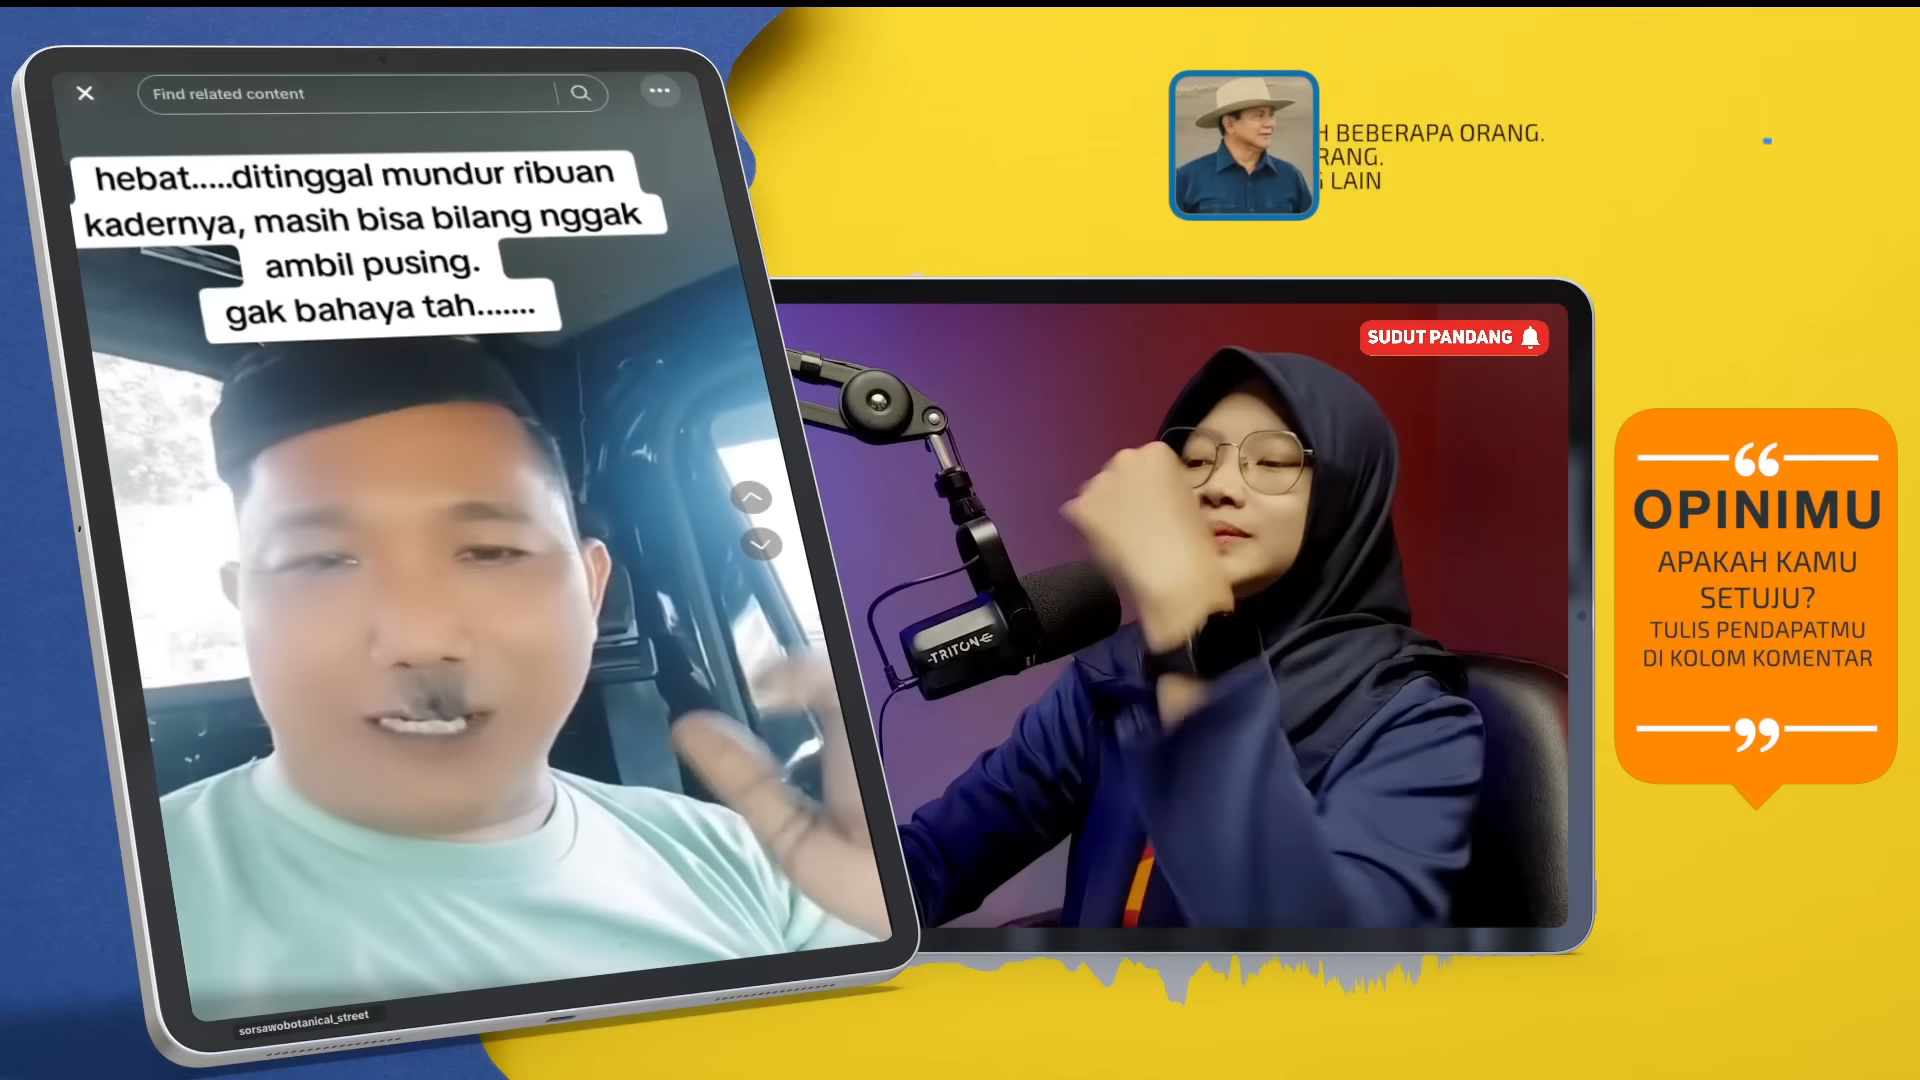 Find related content
hebat.....ditinggal mundur ribuan
kadernya, masih bisa bilang nggak
ambil pusing.
gak bahaya tah.......
sorsawobotanical_street
BEBERAPA ORANG.
LAIN
SUDUT PANDANG
TRITON
OPINIMU
APAKAH KAMU
SETUJU?
TULIS PENDAPATMU
DI KOLOM KOMENTAR